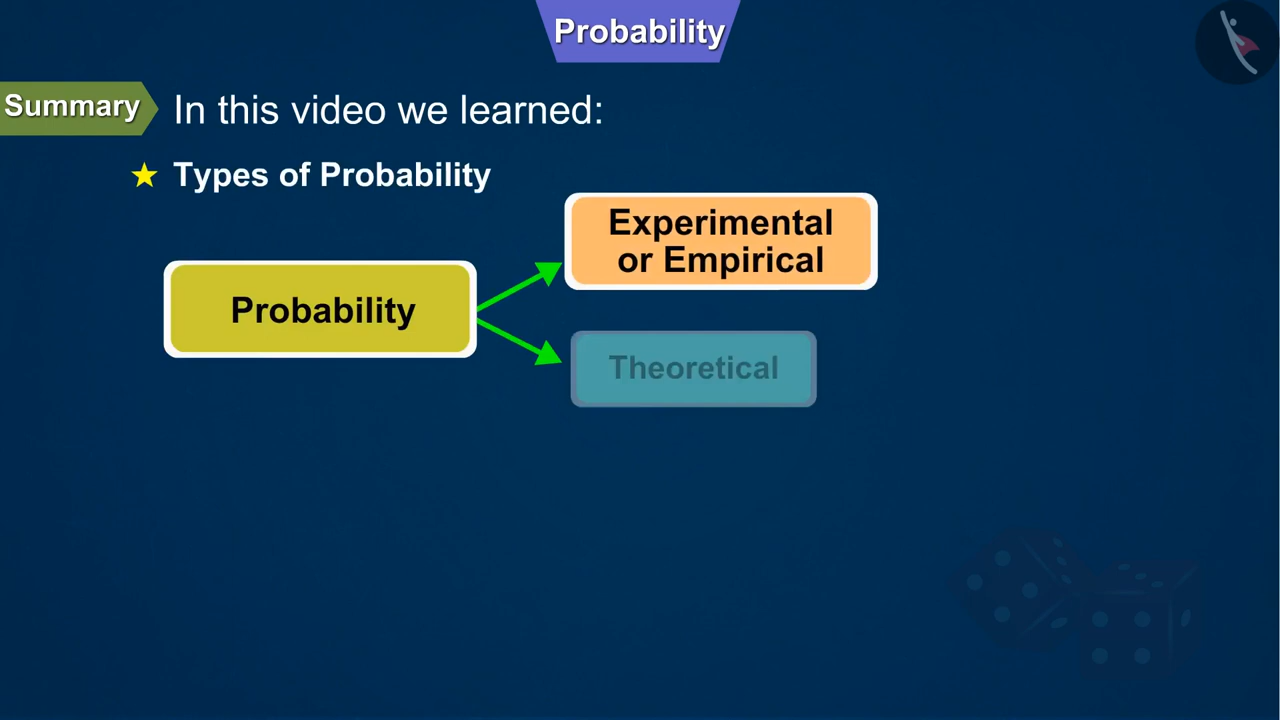 Probability
Summary
In this video we learned:
Types of Probability
Experimental
or Empirical
Probability
Theoretical